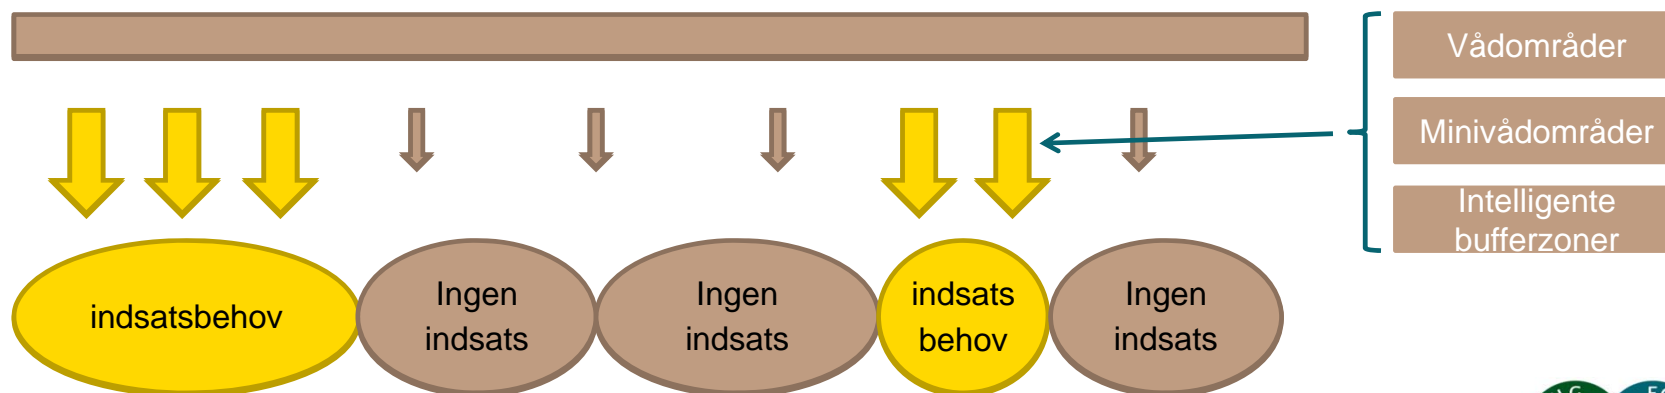 Vådområder
Minivådområder
Intelligente
bufferzoner
indsatsbehov
Ingen
indsats
Ingen
indsats
indsats
behov
Ingen
indsats